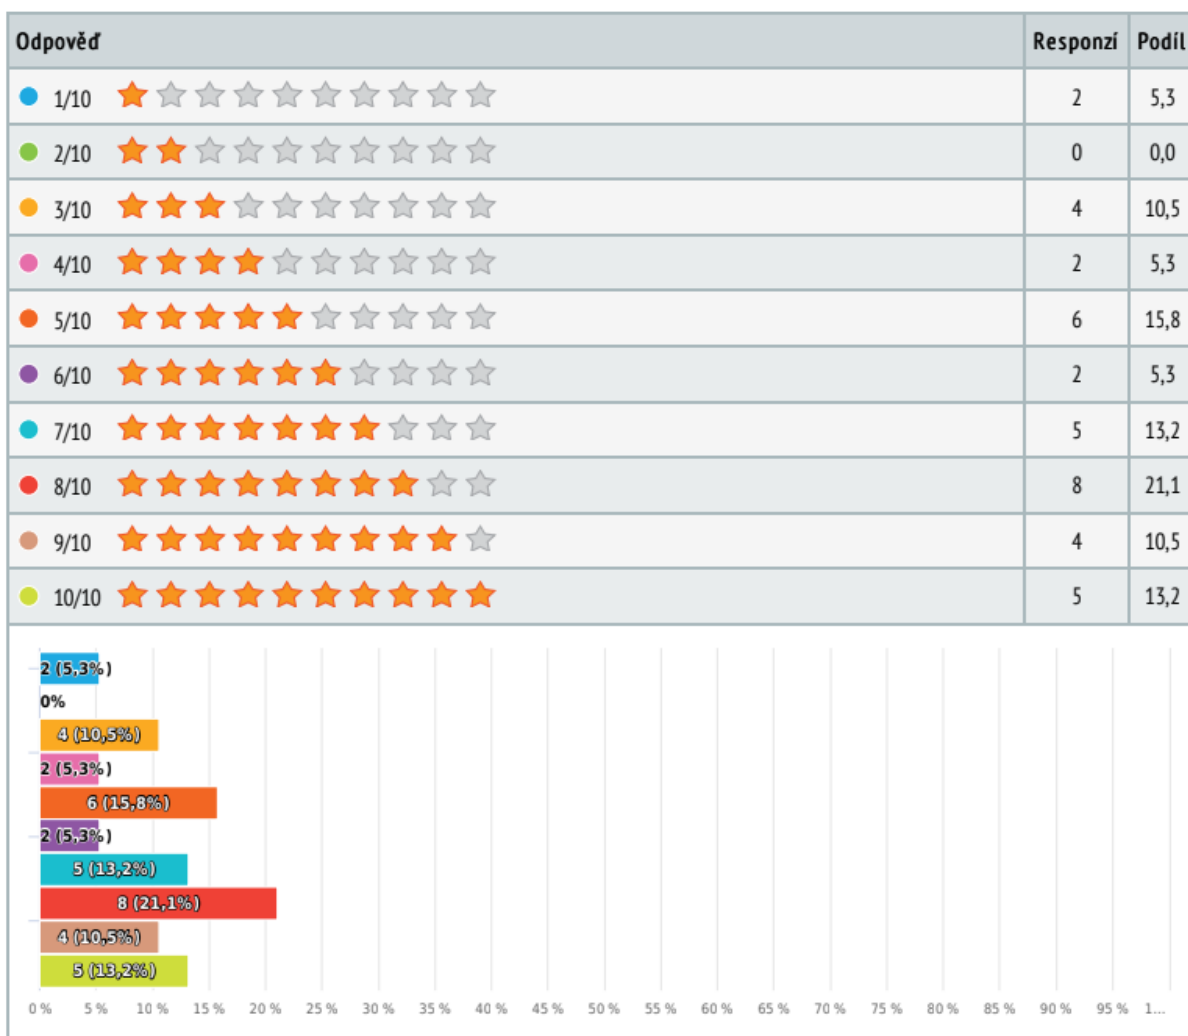 Odpověď Responzí Podíl
1/10 2 5,3
2/10 0 0,0
3/10 4 10,5
4/10 2 5,3
5/10 6 15,8
6/10 2 5,3
7/10 5 13,2
8/10 8 21,1
9/10 4 10,5
10/10 5 13,2
2 (5,3%)
0%
4 (10,5%)
2 (5,3%)
6 (15,8%)
2 (5,3%)
5 (13,2%)
8 (21,1%)
4 (10,5%)
5 (13,2%)
0 % 5 % 10 % 15 % 20 % 25 % 30 % 35 % 40 % 45 % 50 % 55 % 60 % 65 % 70 % 75 % 80 % 85 % 90 % 95 % 1...